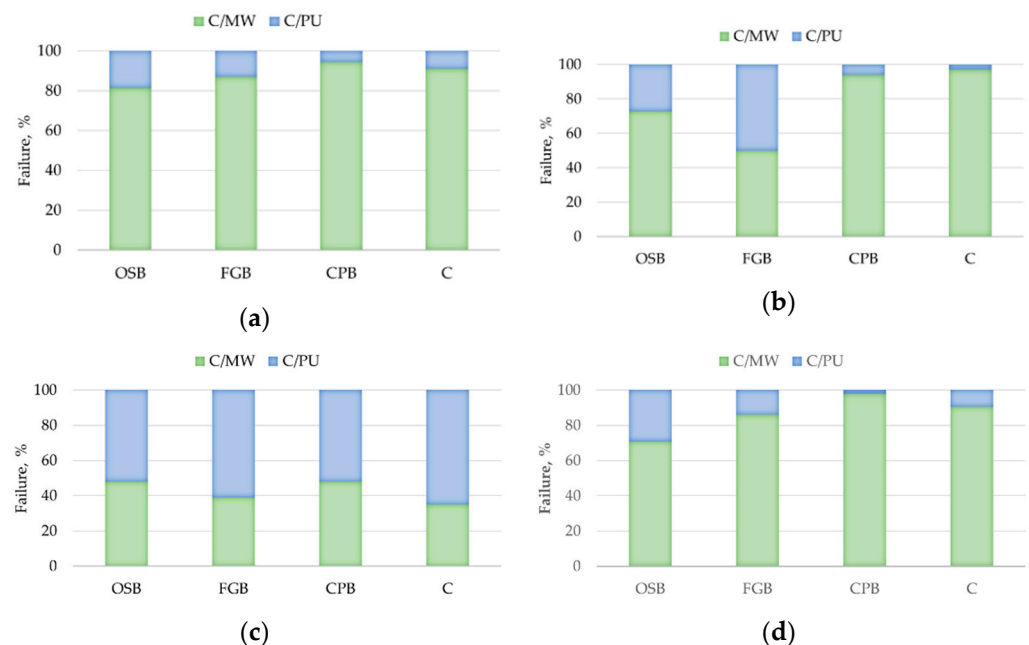 C/MW C/PU
100
80
60
40
20
0
Failure, %
OSB FGB CPB C
(a)
C/MW C/PU
100
80
60
40
20
0
Failure, %
OSB FGB CPB C
(b)
C/MW C/PU
100
80
60
40
20
0
Failure, %
OSB FGB CPB C
(c)
C/MW C/PU
100
80
60
40
20
0
Failure, %
OSB FGB CPB C
(d)